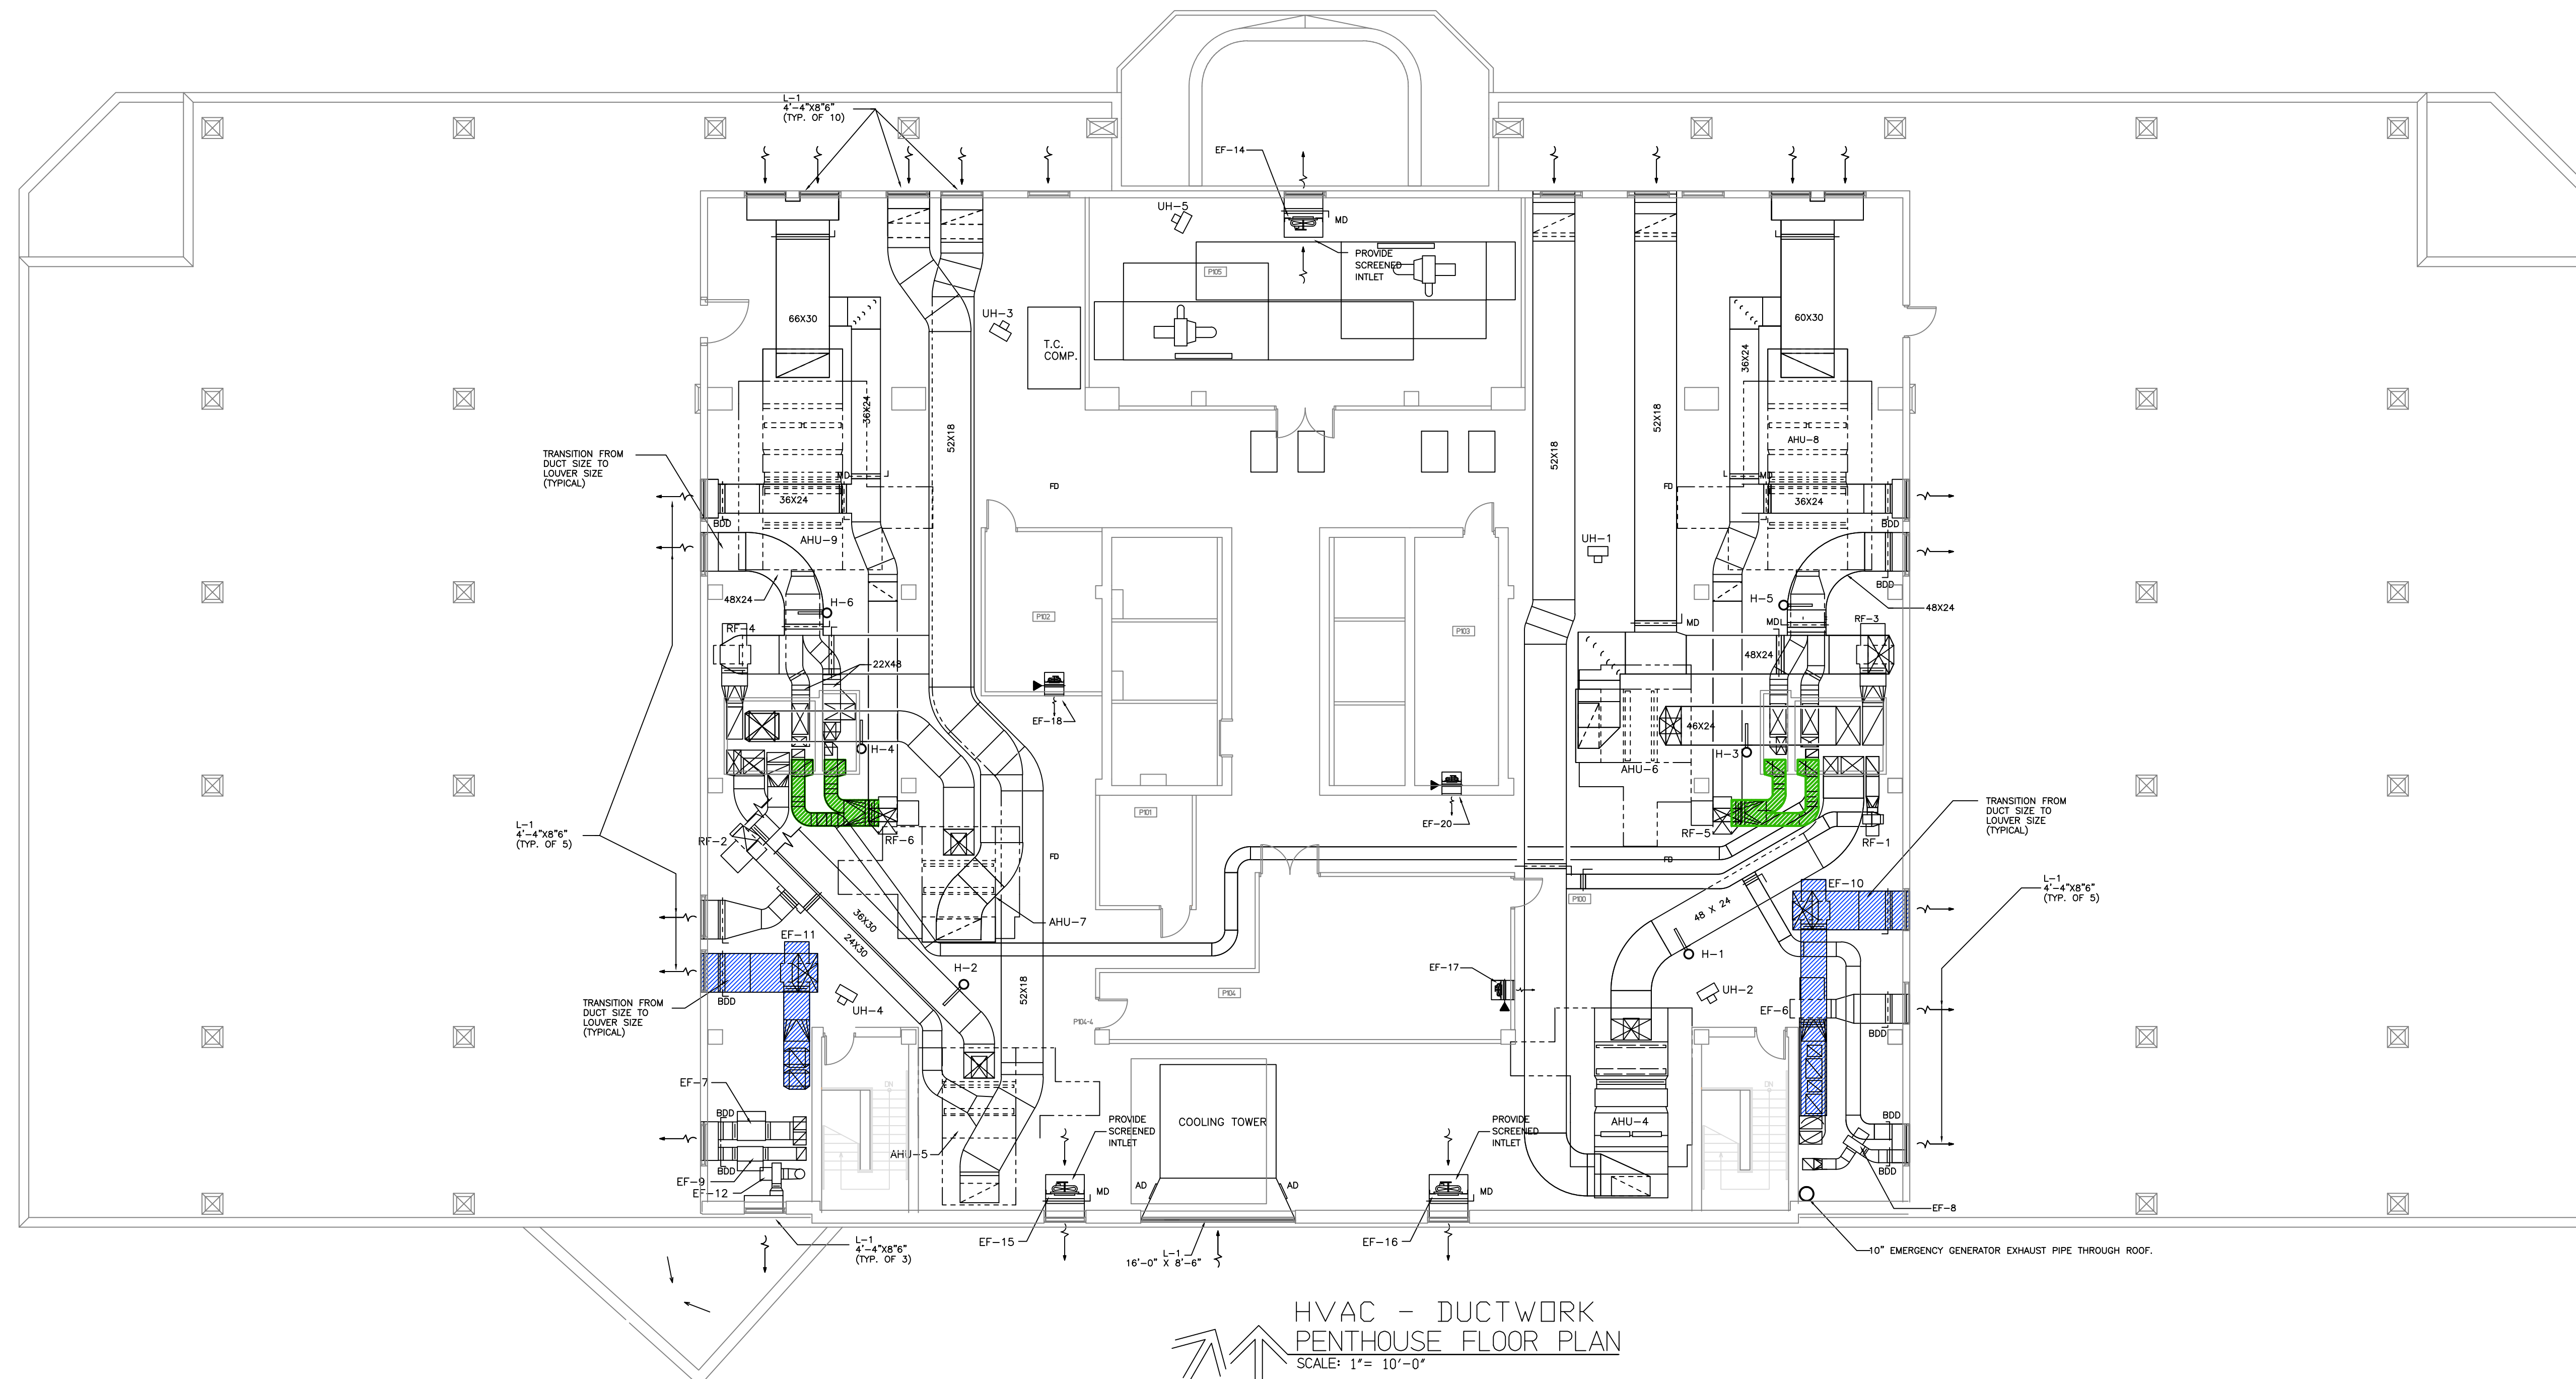 L-1
4'-4"X8"6"
(TYP. OF 10)
EF-14
UH-5
MD
PROVIDE
SCREENED
INTLET
P105
UH-3
T.C.
COMP.
66X30
60X30
36X24
36X24
52X18
52X18
52X18
AHU-8
TRANSITION FROM
DUCT SIZE TO
LOUVER SIZE
(TYPICAL)
MD
MD
36X24
36X24
FD
FD
BDD
BDD
AHU-9
UH-1
BDD
48X24
H-6
H-5
48X24
P102
P103
RF-4
MD
MD
RF-3
22X48
48X24
EF-18
46X24
H-4
H-3
AHU-6
L-1
4'-4"X8"6"
(TYP. OF 5)
P101
EF-20
TRANSITION FROM
DUCT SIZE TO
LOUVER SIZE
(TYPICAL)
RF-2
RF-6
RF-5
RF-1
FD
FD
EF-10
L-1
4'-4"X8"6"
(TYP. OF 5)
P100
36X30
24X30
AHU-7
48 X 24
EF-11
H-1
H-2
EF-17
BDD
TRANSITION FROM
DUCT SIZE TO
LOUVER SIZE
(TYPICAL)
UH-4
52X18
P104
P104-4
UH-2
EF-6
BDD
EF-7
DN
DN
BDD
BDD
PROVIDE
SCREENED
INTLET
COOLING TOWER
PROVIDE
SCREENED
INTLET
AHU-4
AHU-5
BDD
BDD
EF-9
EF-12
MD
AD
AD
MD
EF-8
L-1
4'-4"X8"6"
(TYP. OF 3)
EF-15
L-1
16'-0" X 8'-6"
EF-16
10" EMERGENCY GENERATOR EXHAUST PIPE THROUGH ROOF.
HVAC - DUCTWORK
PENTHOUSE FLOOR PLAN
SCALE: 1"= 10'-0"